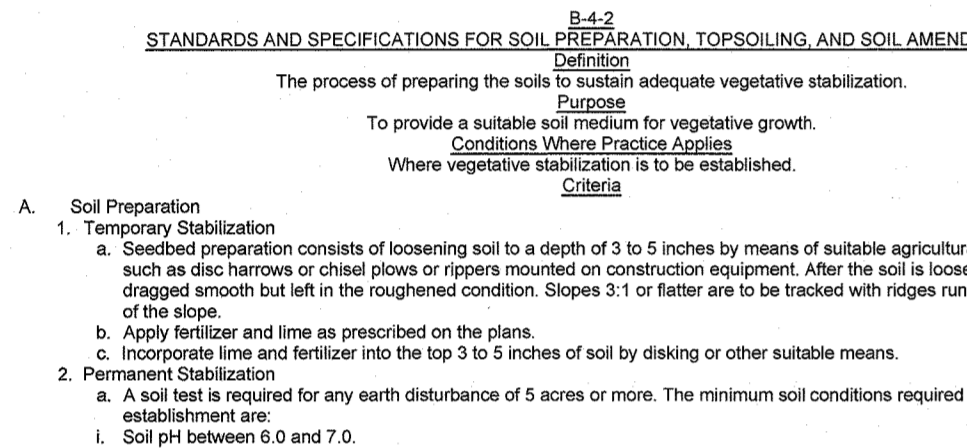 B-4-2
STANDARDS AND SPECIFICATIONS FOR SOIL PREPARATION, TOPSOILING, AND SOIL AMEND
Definition
The process of preparing the soils to sustain adequate vegetative stabilization.
Purpose
To provide a suitable soil medium for vegetative growth.
Conditions Where Practice Applies
Where vegetative stabilization is to be established.
Criteria
A. Soil Preparation
1. Temporary Stabilization
a. Seedbed preparation consists of loosening soil to a depth of 3 to 5 inches by means of suitable agricultur
such as disc harrows or chisel plows or rippers mounted on construction equipment. After the soil is loose
dragged smooth but left in the roughened condition. Slopes 3:1 or flatter are to be tracked with ridges run
of the slope.
b. Apply fertilizer and lime as prescribed on the plans.
c. Incorporate lime and fertilizer into the top 3 to 5 inches of soil by disking or other suitable means.
2. Permanent Stabilization
a. A soil test is required for any earth disturbance of 5 acres or more. The minimum soil conditions required
establishment are:
i. Soil pH between 6.0 and 7.0.